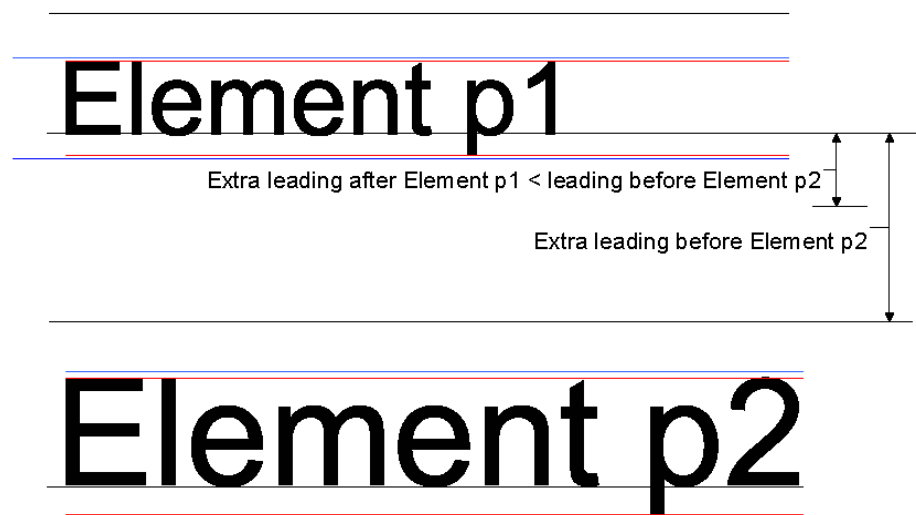 Element p1
Extra leading after Element p1 < leading before Element p2
Extra leading before Element p2
Element p2